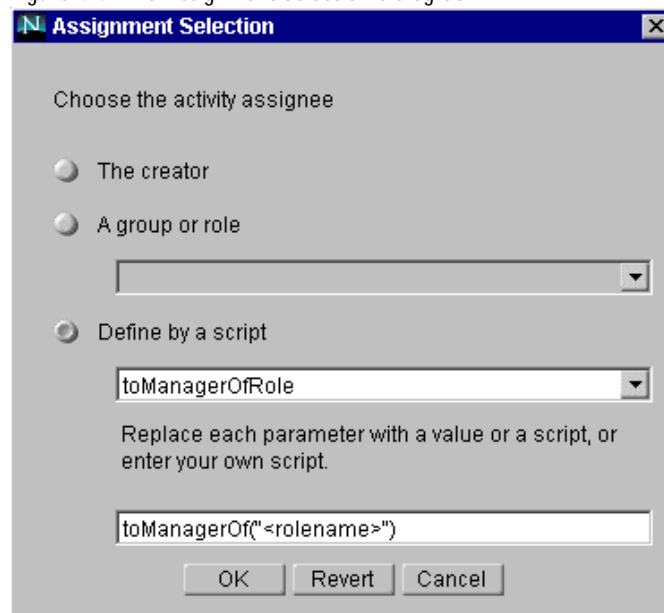 Assignment Selection
Choose the activity assignee
The creator
A group or role
Define by a script
toManagerOfRole
Replace each parameter with a value or a script, or
enter your own script.
toManagerOf("<rolename>")
OK Revert Cancel